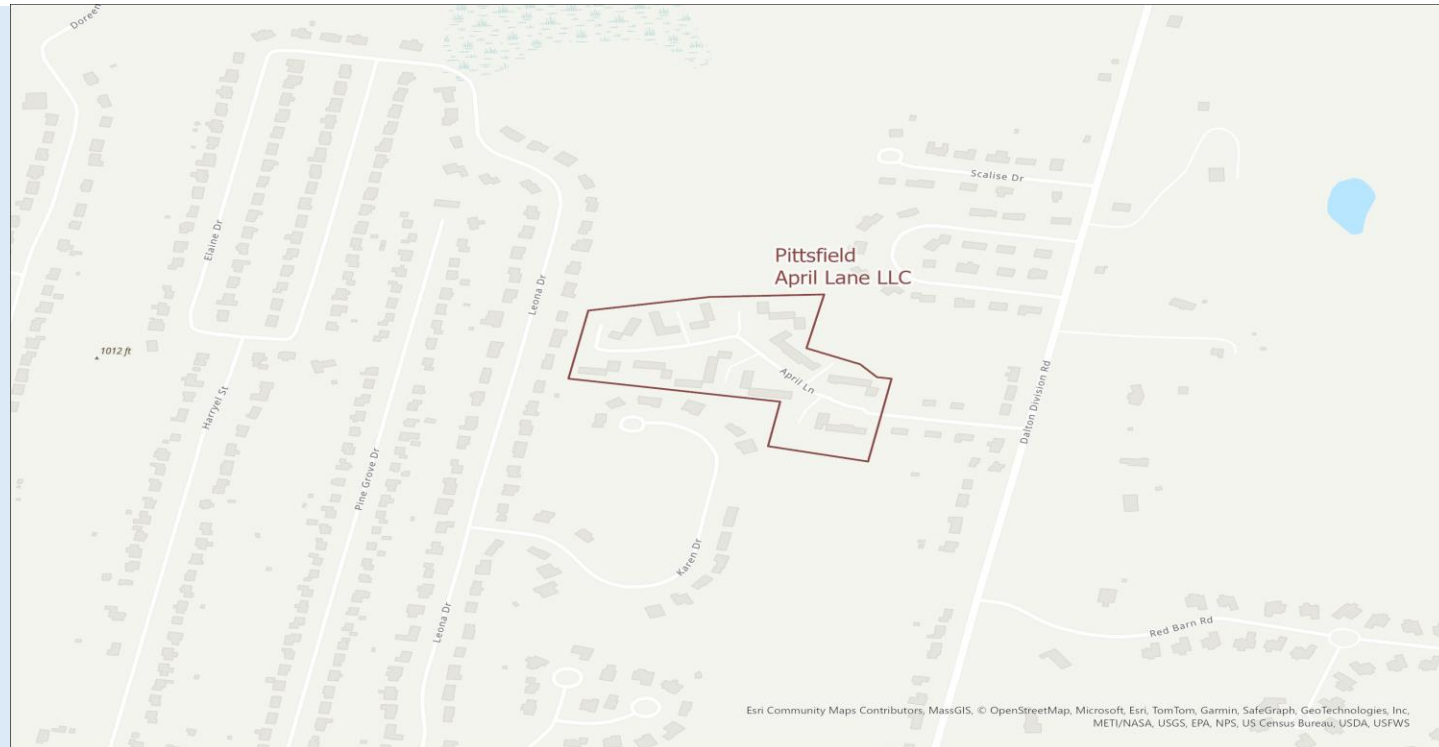 Doreen
Scalise Dr
Elaine Dr
Pittsfield
April Lane LLC
Leona Dr
1012 ft
April Ln
Harryel St
Dalton Division Rd
Pine Grove Dr
Karen Dr
Leona Dr
Red Barn Rd
Esri Community Maps Contributors, MassGIS, © OpenStreetMap, Microsoft, Esri, TomTom, Garmin, SafeGraph, GeoTechnologies, Inc,
METI/NASA, USGS, EPA, NPS, US Census Bureau, USDA, USFWS